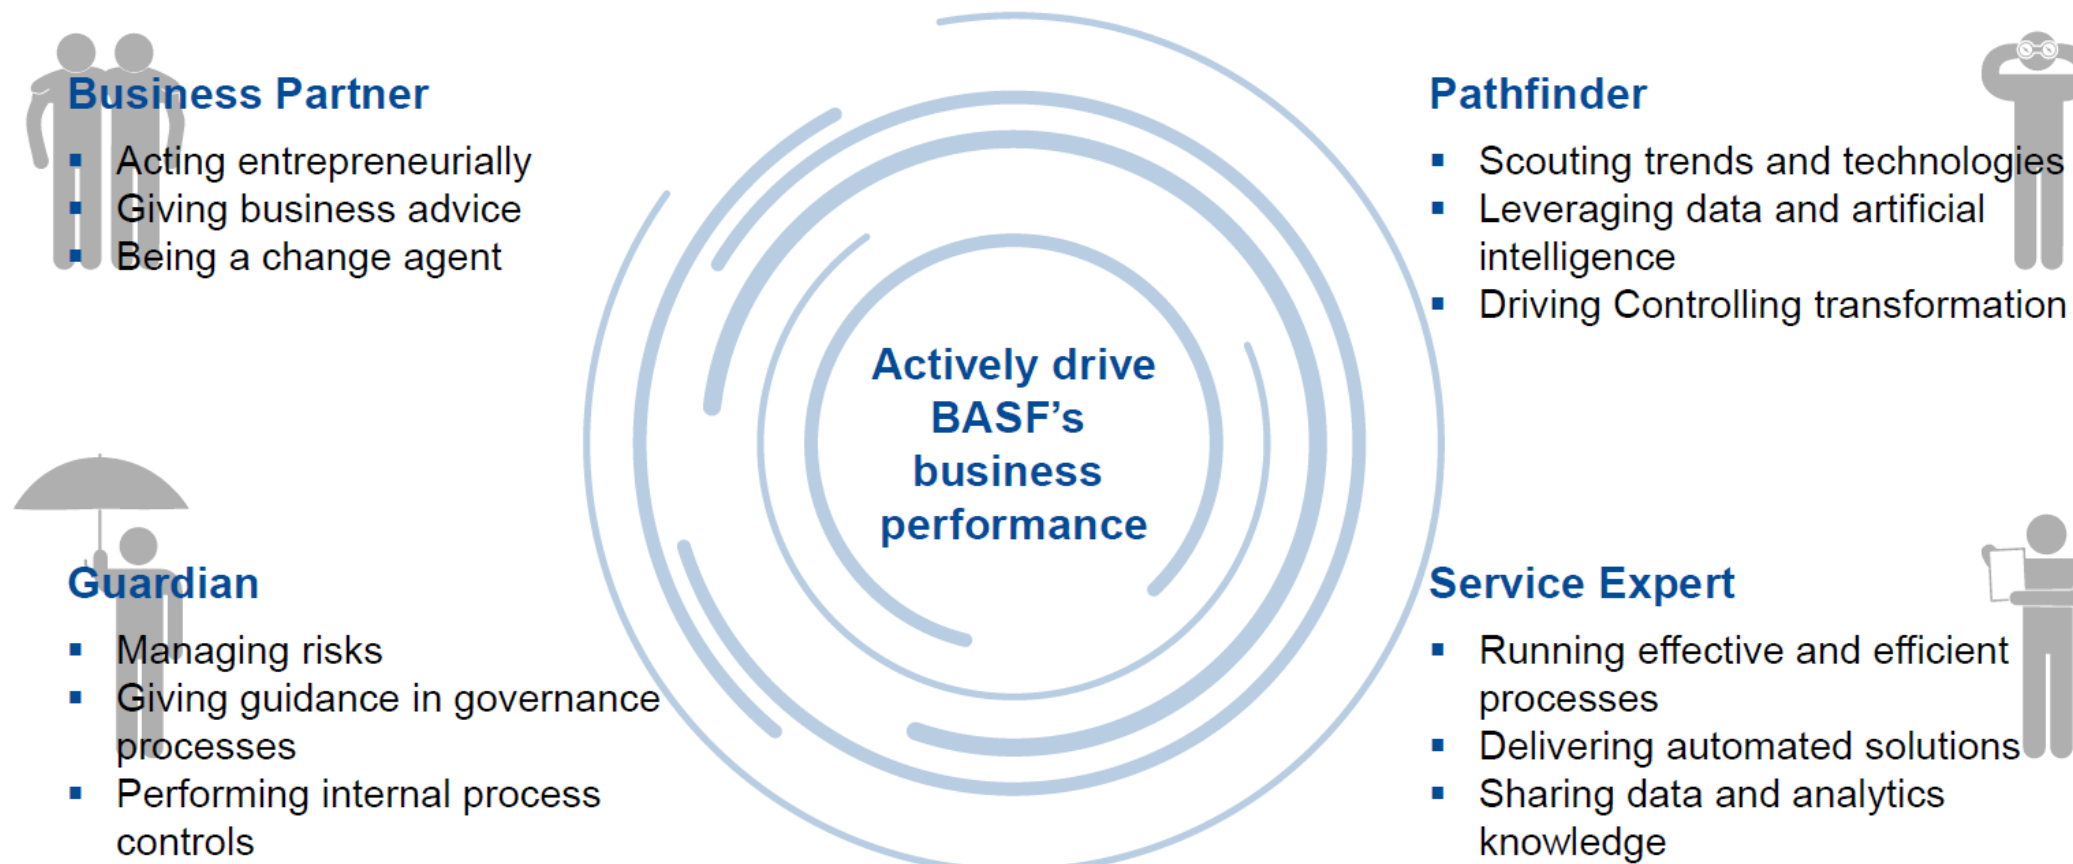 Business Partner
▪ Acting entrepreneurially
▪ Giving business advice
▪ Being a change agent
Pathfinder
▪ Scouting trends and technologies
▪ Leveraging data and artificial
intelligence
▪ Driving Controlling transformation
Actively drive
BASF’s
business
performance
Guardian
▪ Managing risks
▪ Giving guidance in governance
processes
▪ Performing internal process
controls
Service Expert
▪ Running effective and efficient
processes
▪ Delivering automated solutions
▪ Sharing data and analytics
knowledge